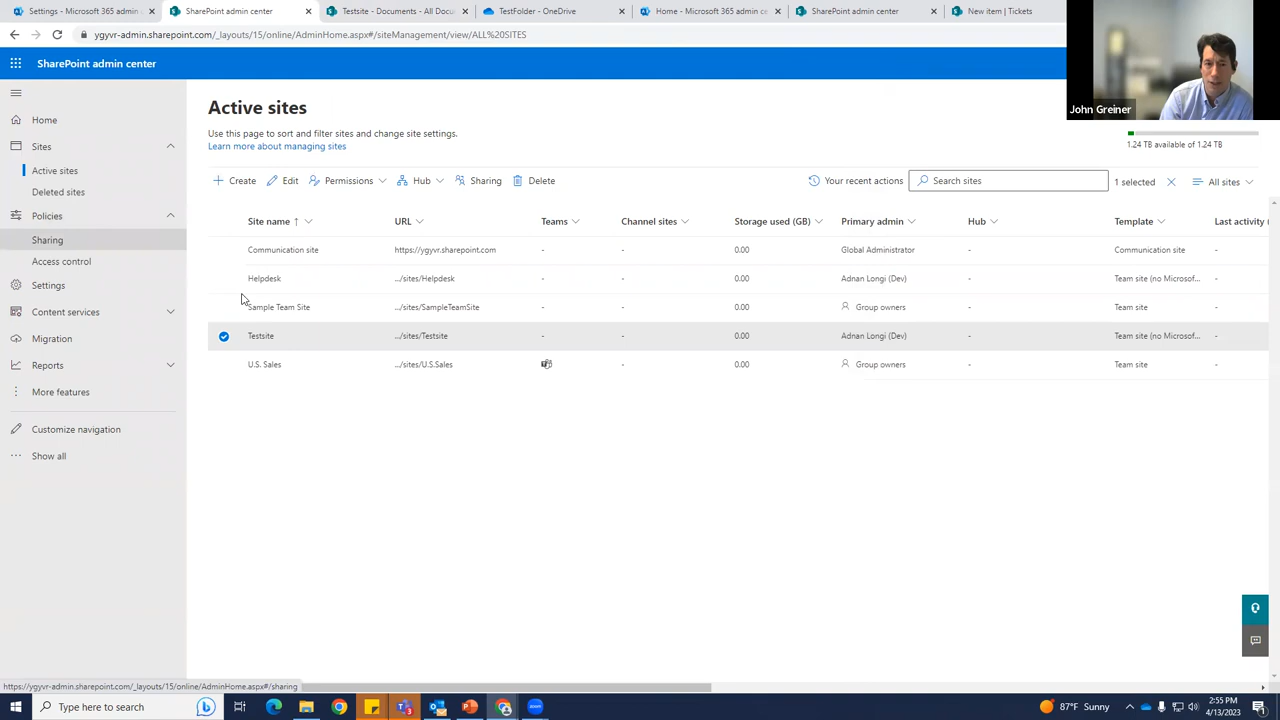 Settings - Microsoft 365 admin
SharePoint admin center
Testsite - Documents - All Docu
TestFolder - OneDrive
Home - Microsoft 365 admin ce
SharePoint admin center
New item | Tickets
ygyvr-admin.sharepoint.com/_layouts/15/online/AdminHome.aspx#/siteManagement/view/ALL%20SITES
SharePoint admin center
John Greiner
Home
Sites
Active sites
Deleted sites
Policies
Sharing
Access control
Settings
Content services
Migration
Reports
More features
Customize navigation
Show all
Active sites
Use this page to sort and filter sites and change site settings.
Learn more about managing sites
1.24 TB available of 1.24 TB
Create Edit Permissions Hub Sharing Delete Your recent actions Search sites 1 selected All sites
Site name URL Teams Channel sites Storage used (GB) Primary admin Hub Template Last activity (
Communication site https://ygyvr.sharepoint.com - - 0.00 Global Administrator - Communication site -
Helpdesk .../sites/Helpdesk - - 0.00 Adnan Longi (Dev) - Team site (no Microsof... -
Sample Team Site .../sites/SampleTeamSite - - 0.00 Group owners - Team site -
Testsite .../sites/Testsite - - 0.00 Adnan Longi (Dev) - Team site (no Microsof... -
U.S. Sales .../sites/U.S.Sales - 0.00 Group owners - Team site -
https://ygyvr-admin.sharepoint.com/_layouts/15/online/AdminHome.aspx#/sharing
Type here to search
87°F Sunny
2:55 PM
4/13/2023